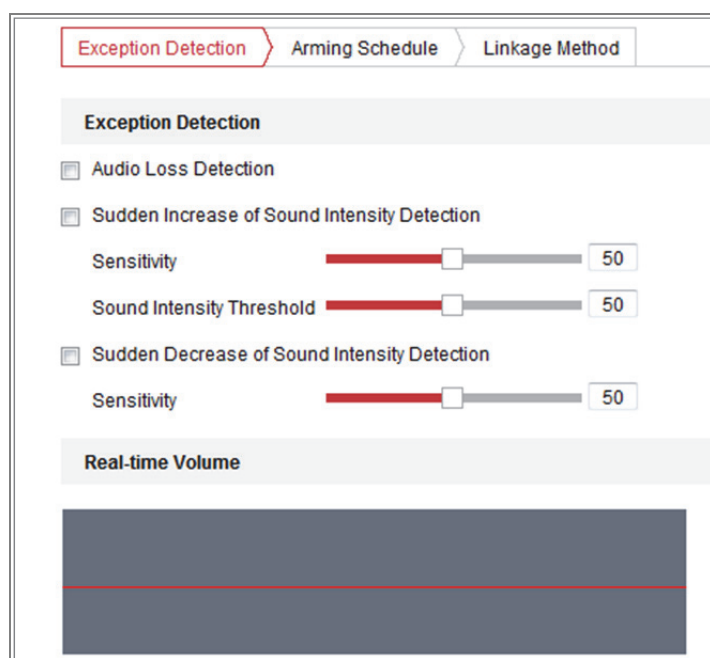 Exception Detection Arming Schedule Linkage Method
Exception Detection
Audio Loss Detection
Sudden Increase of Sound Intensity Detection
Sensitivity 50
Sound Intensity Threshold 50
Sudden Decrease of Sound Intensity Detection
Sensitivity 50
Real-time Volume